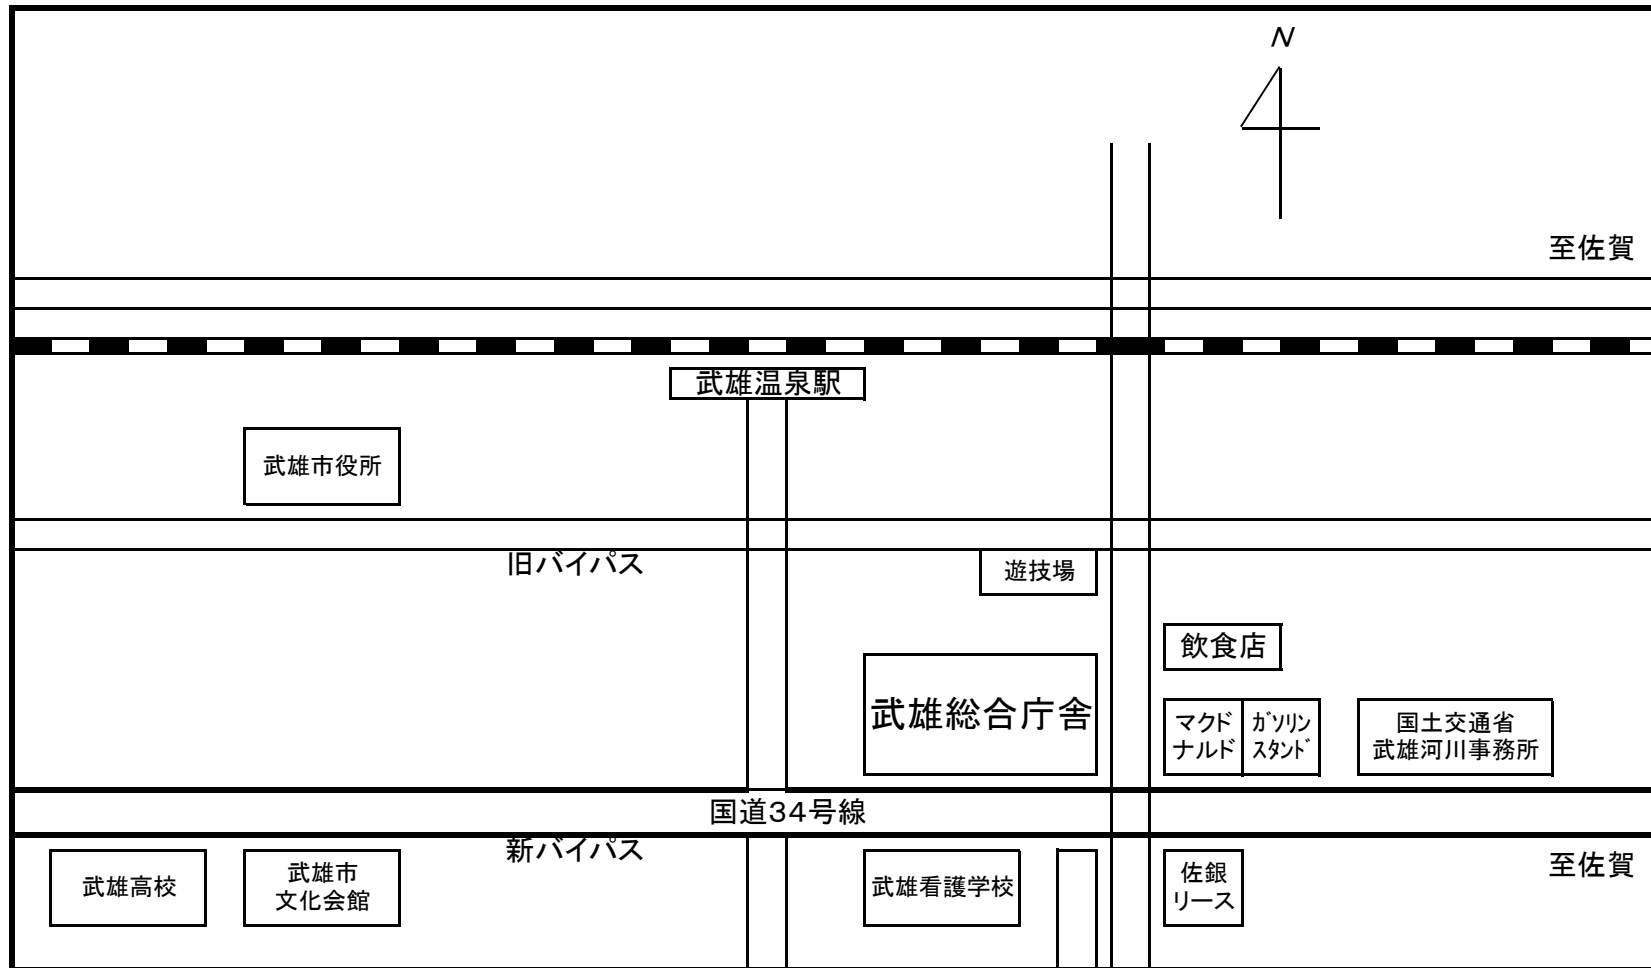 N
至佐賀
武雄温泉駅
武雄市役所
旧バイパス
遊技場
飲食店
武雄総合庁舎
マクド
ナルド
ｶﾞソリン
ｽタンﾄﾞ
国土交通省
武雄河川事務所
国道34号線
新バイパス
至佐賀
武雄高校
武雄市
文化会館
武雄看護学校
佐銀
リース